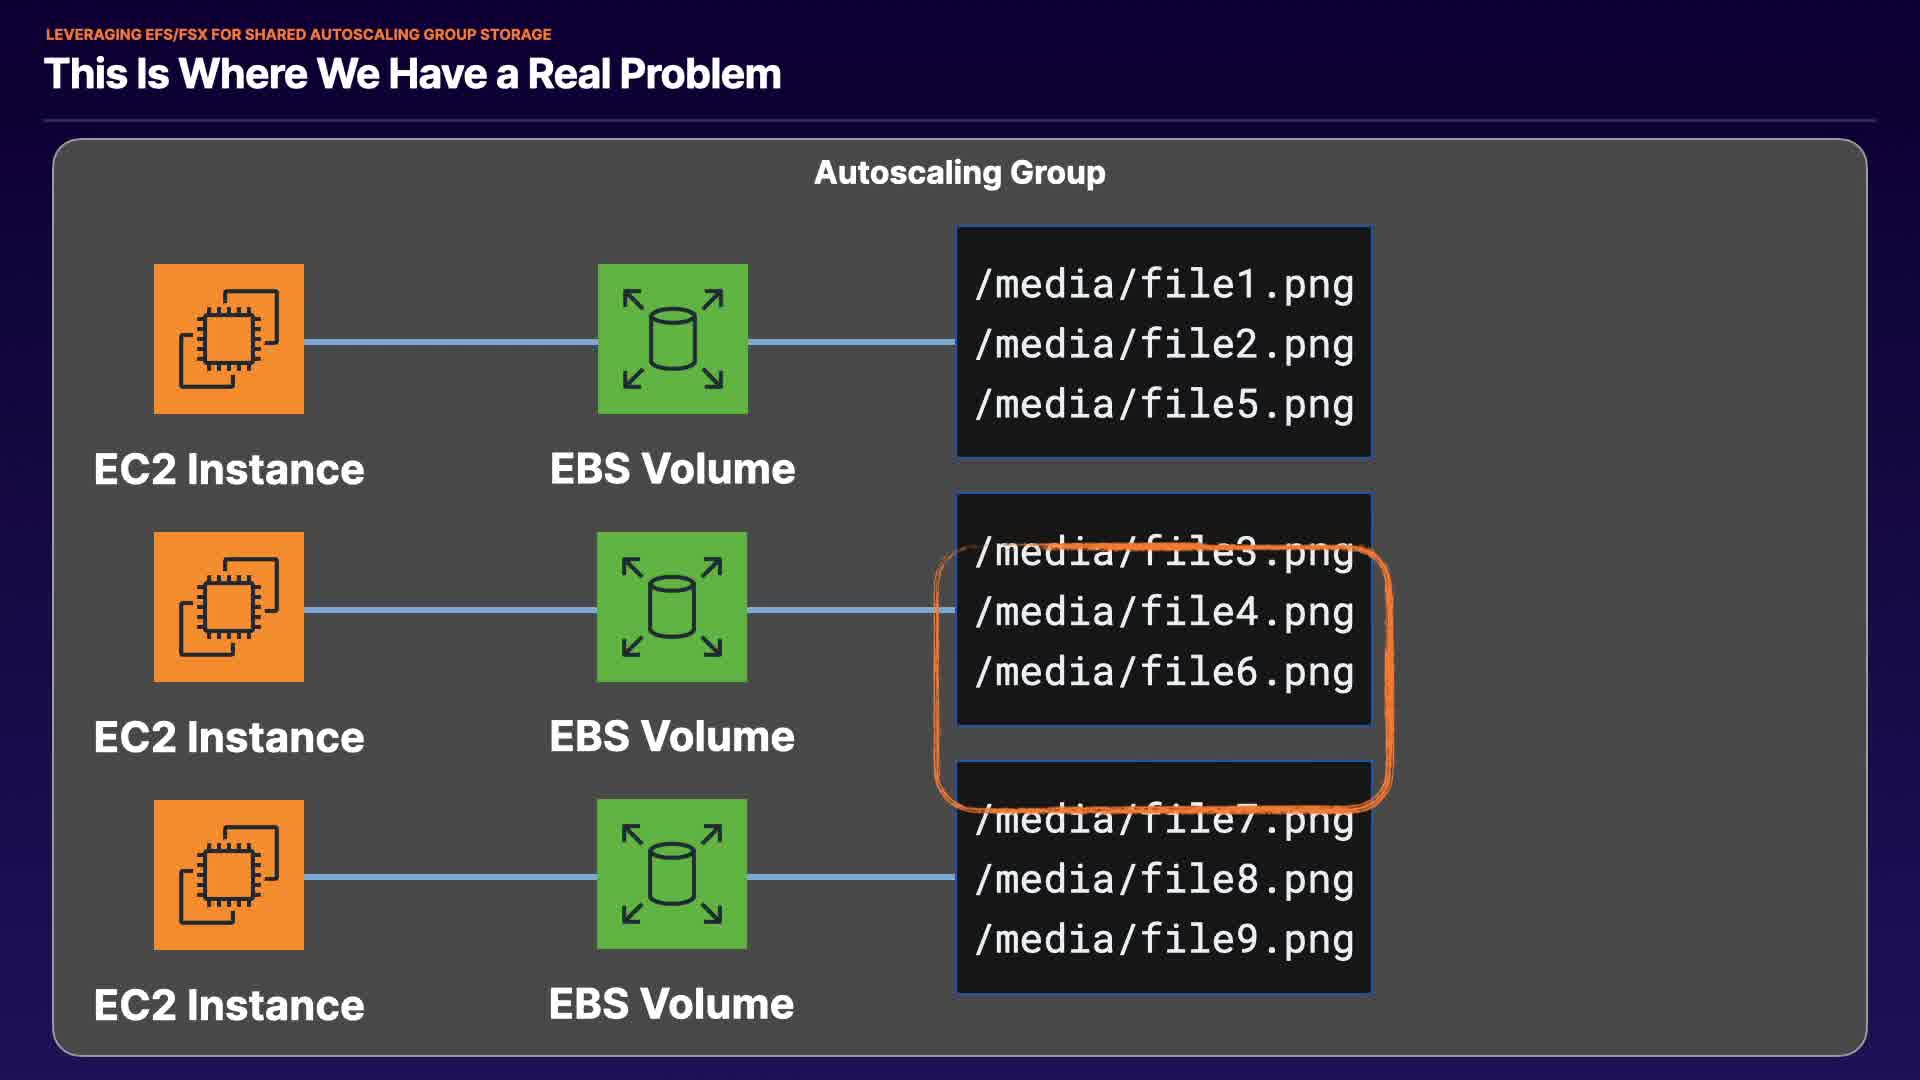 LEVERAGING EFS/FSX FOR SHARED AUTOSCALING GROUP STORAGE
This Is Where We Have a Real Problem
Autoscaling Group
/media/file1.png
/media/file2.png
/media/file5.png
EC2 Instance
EBS Volume
/media/file3.png
/media/file4.png
/media/file6.png
EC2 Instance
EBS Volume
/media/file7.png
/media/file8.png
/media/file9.png
EC2 Instance
EBS Volume